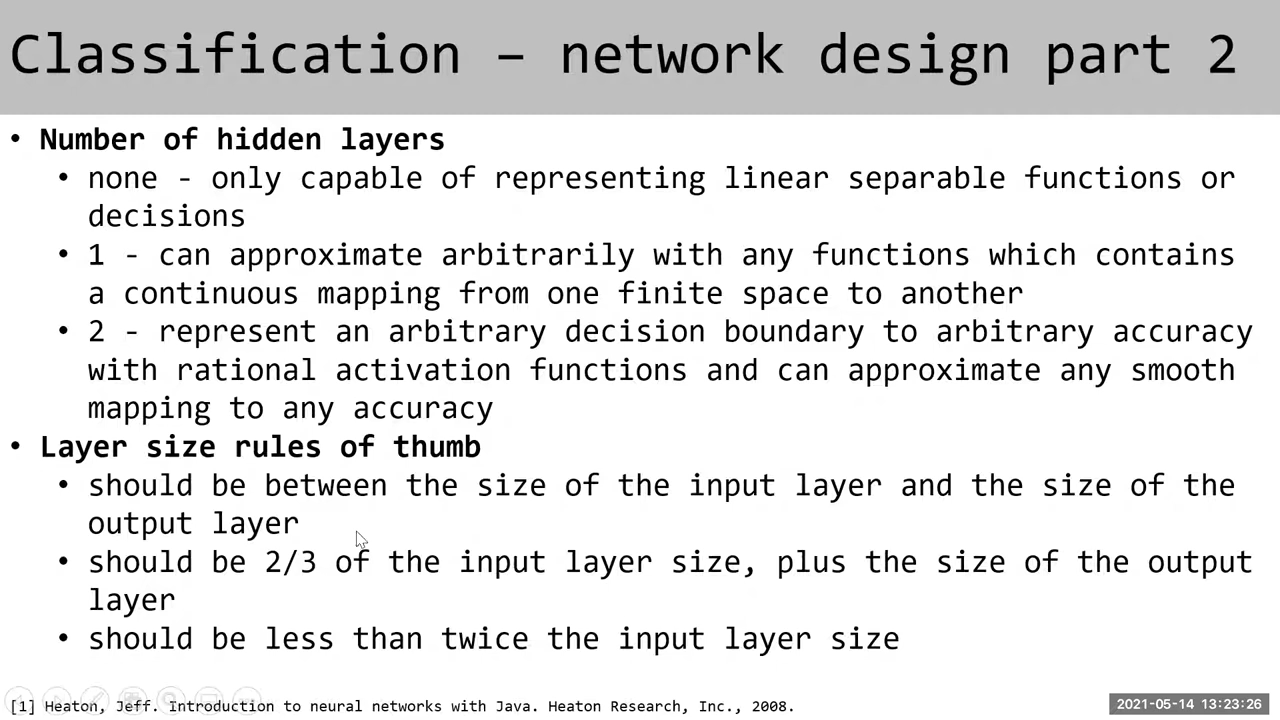 Classification – network design part 2
• Number of hidden layers
• none - only capable of representing linear separable functions or
decisions
• 1 - can approximate arbitrarily with any functions which contains
a continuous mapping from one finite space to another
• 2 - represent an arbitrary decision boundary to arbitrary accuracy
with rational activation functions and can approximate any smooth
mapping to any accuracy
• Layer size rules of thumb
• should be between the size of the input layer and the size of the
output layer
• should be 2/3 of the input layer size, plus the size of the output
layer
• should be less than twice the input layer size
[1] Heaton, Jeff. Introduction to neural networks with Java. Heaton Research, Inc., 2008.
2021-05-14 13:23:26